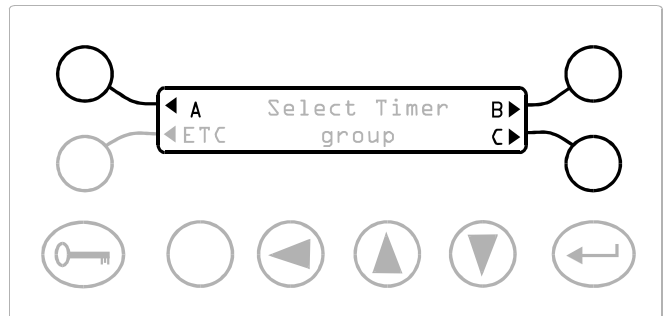 ◀ A Select Timer B ▶
◀ ETC group C ▶